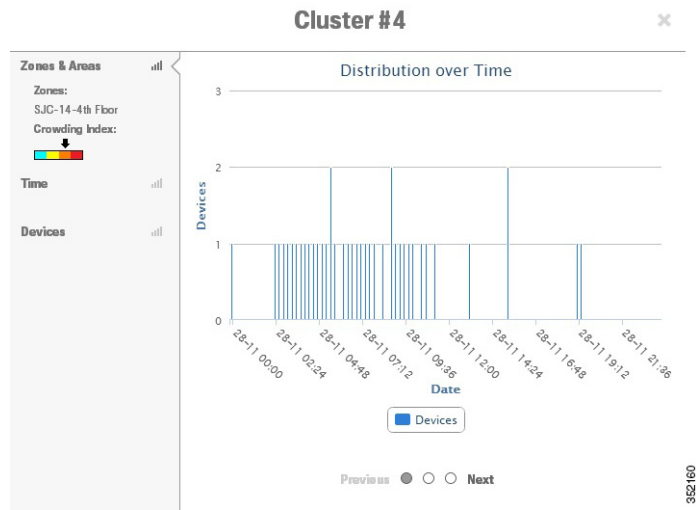 Cluster #4
×
Zones & Areas
Zones:
SJC-14-4th Floor
Crowding Index:
Time
Devices
Distribution over Time
Devices
3
2
1
0
28-11 00:00
28-11 02:24
28-11 04:48
28-11 07:12
28-11 09:36
28-11 12:00
28-11 14:24
28-11 16:48
28-11 19:12
28-11 21:36
Date
Devices
Previous
Next
352160